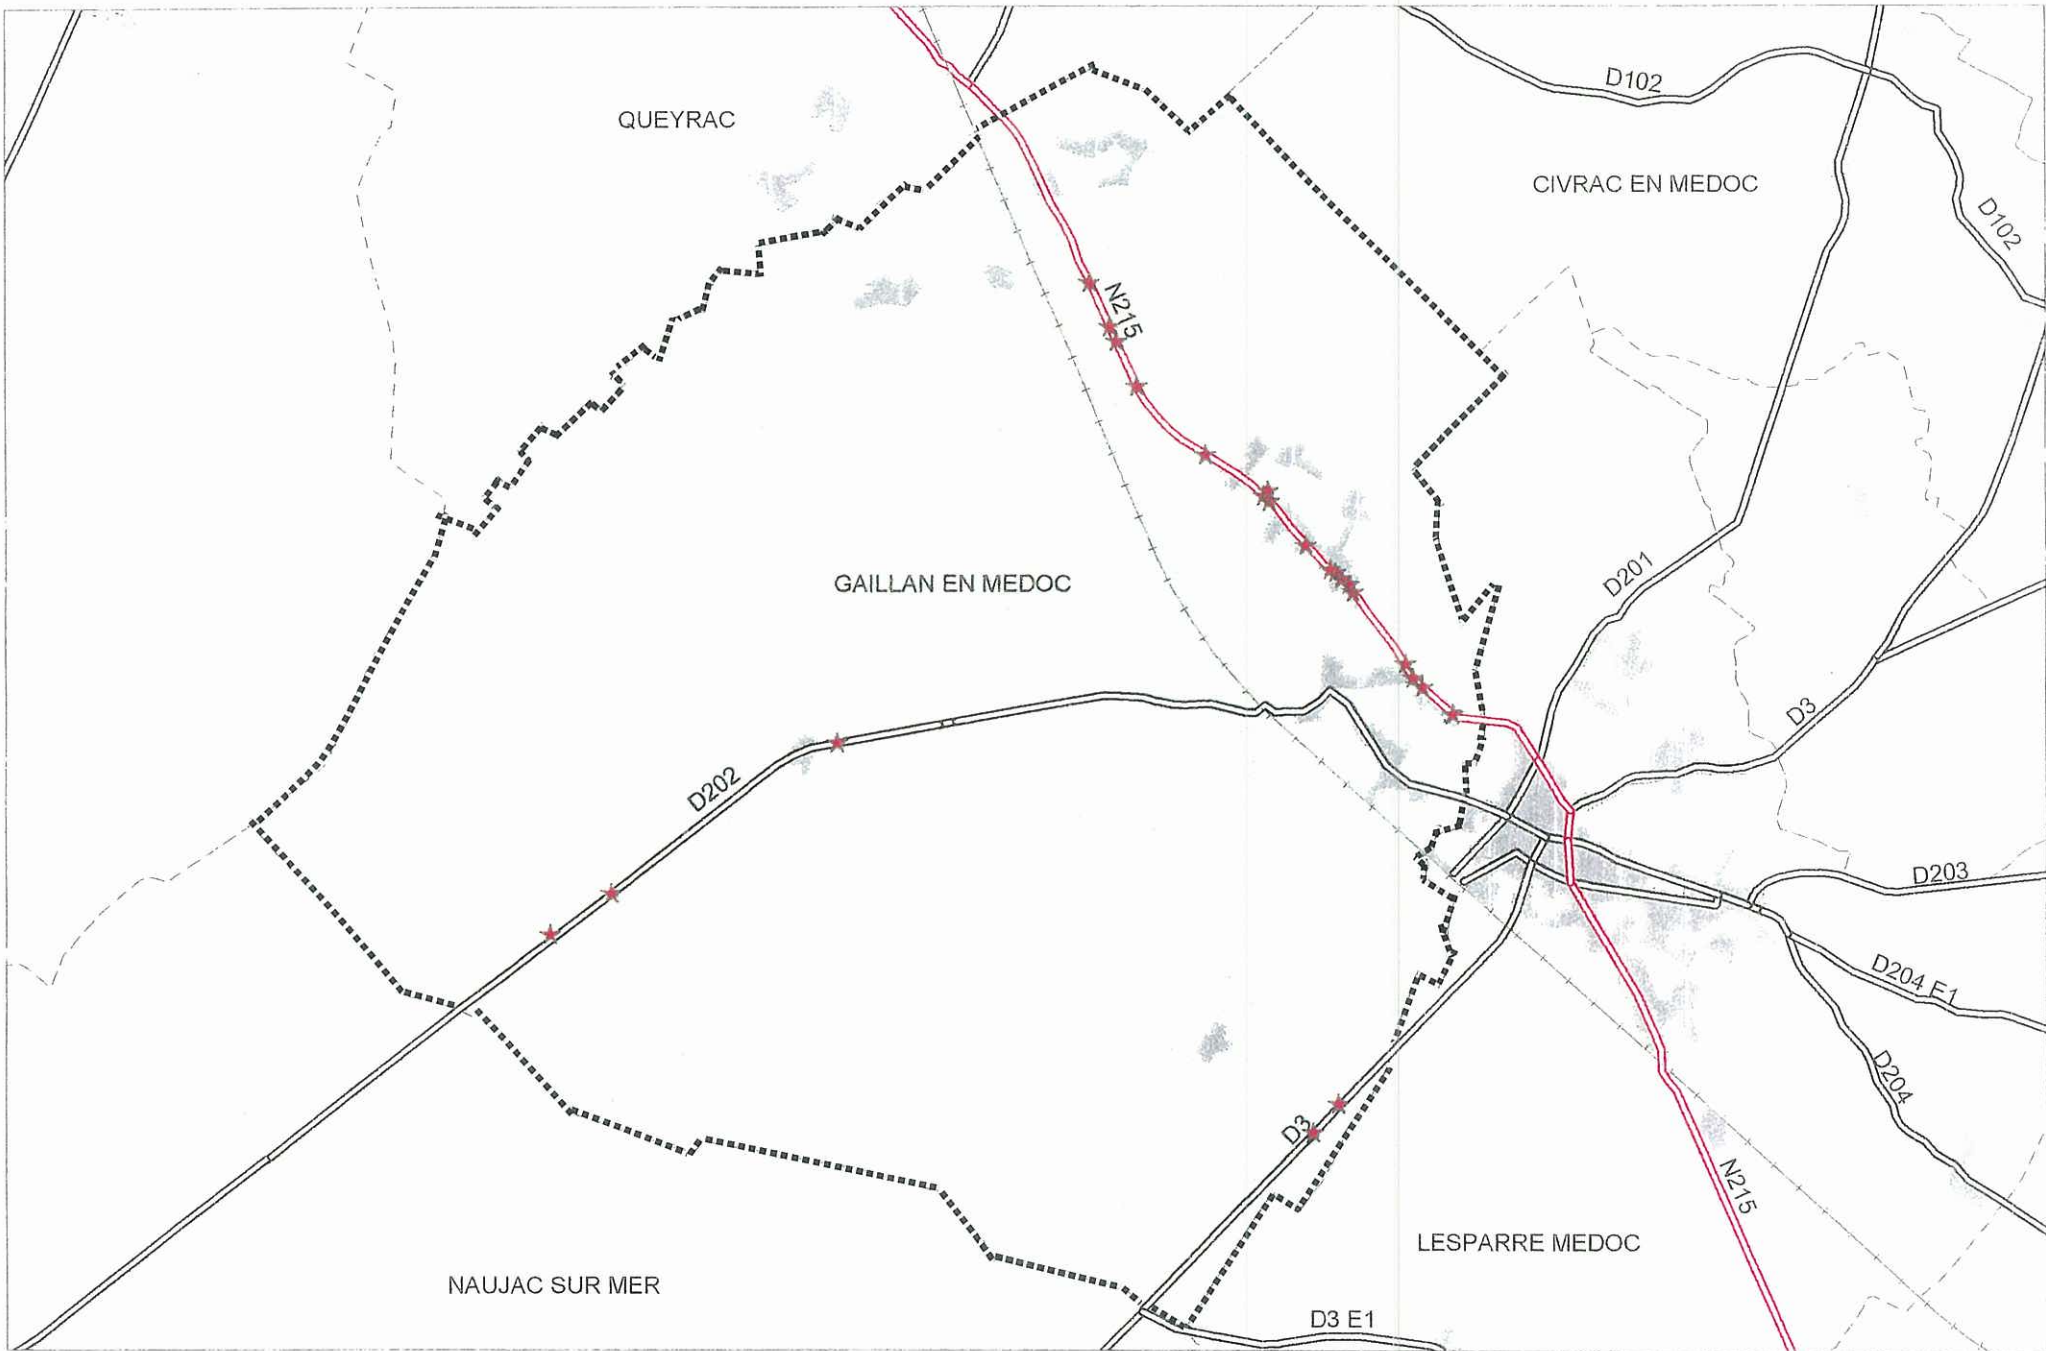 D102
QUEYRAC
CIVRAC EN MEDOC
D102
N215
D201
GAILLAN EN MEDOC
D3
D202
D203
D204 E1
D204
D3
N215
LESPARRE MEDOC
NAUJAC SUR MER
D3 E1